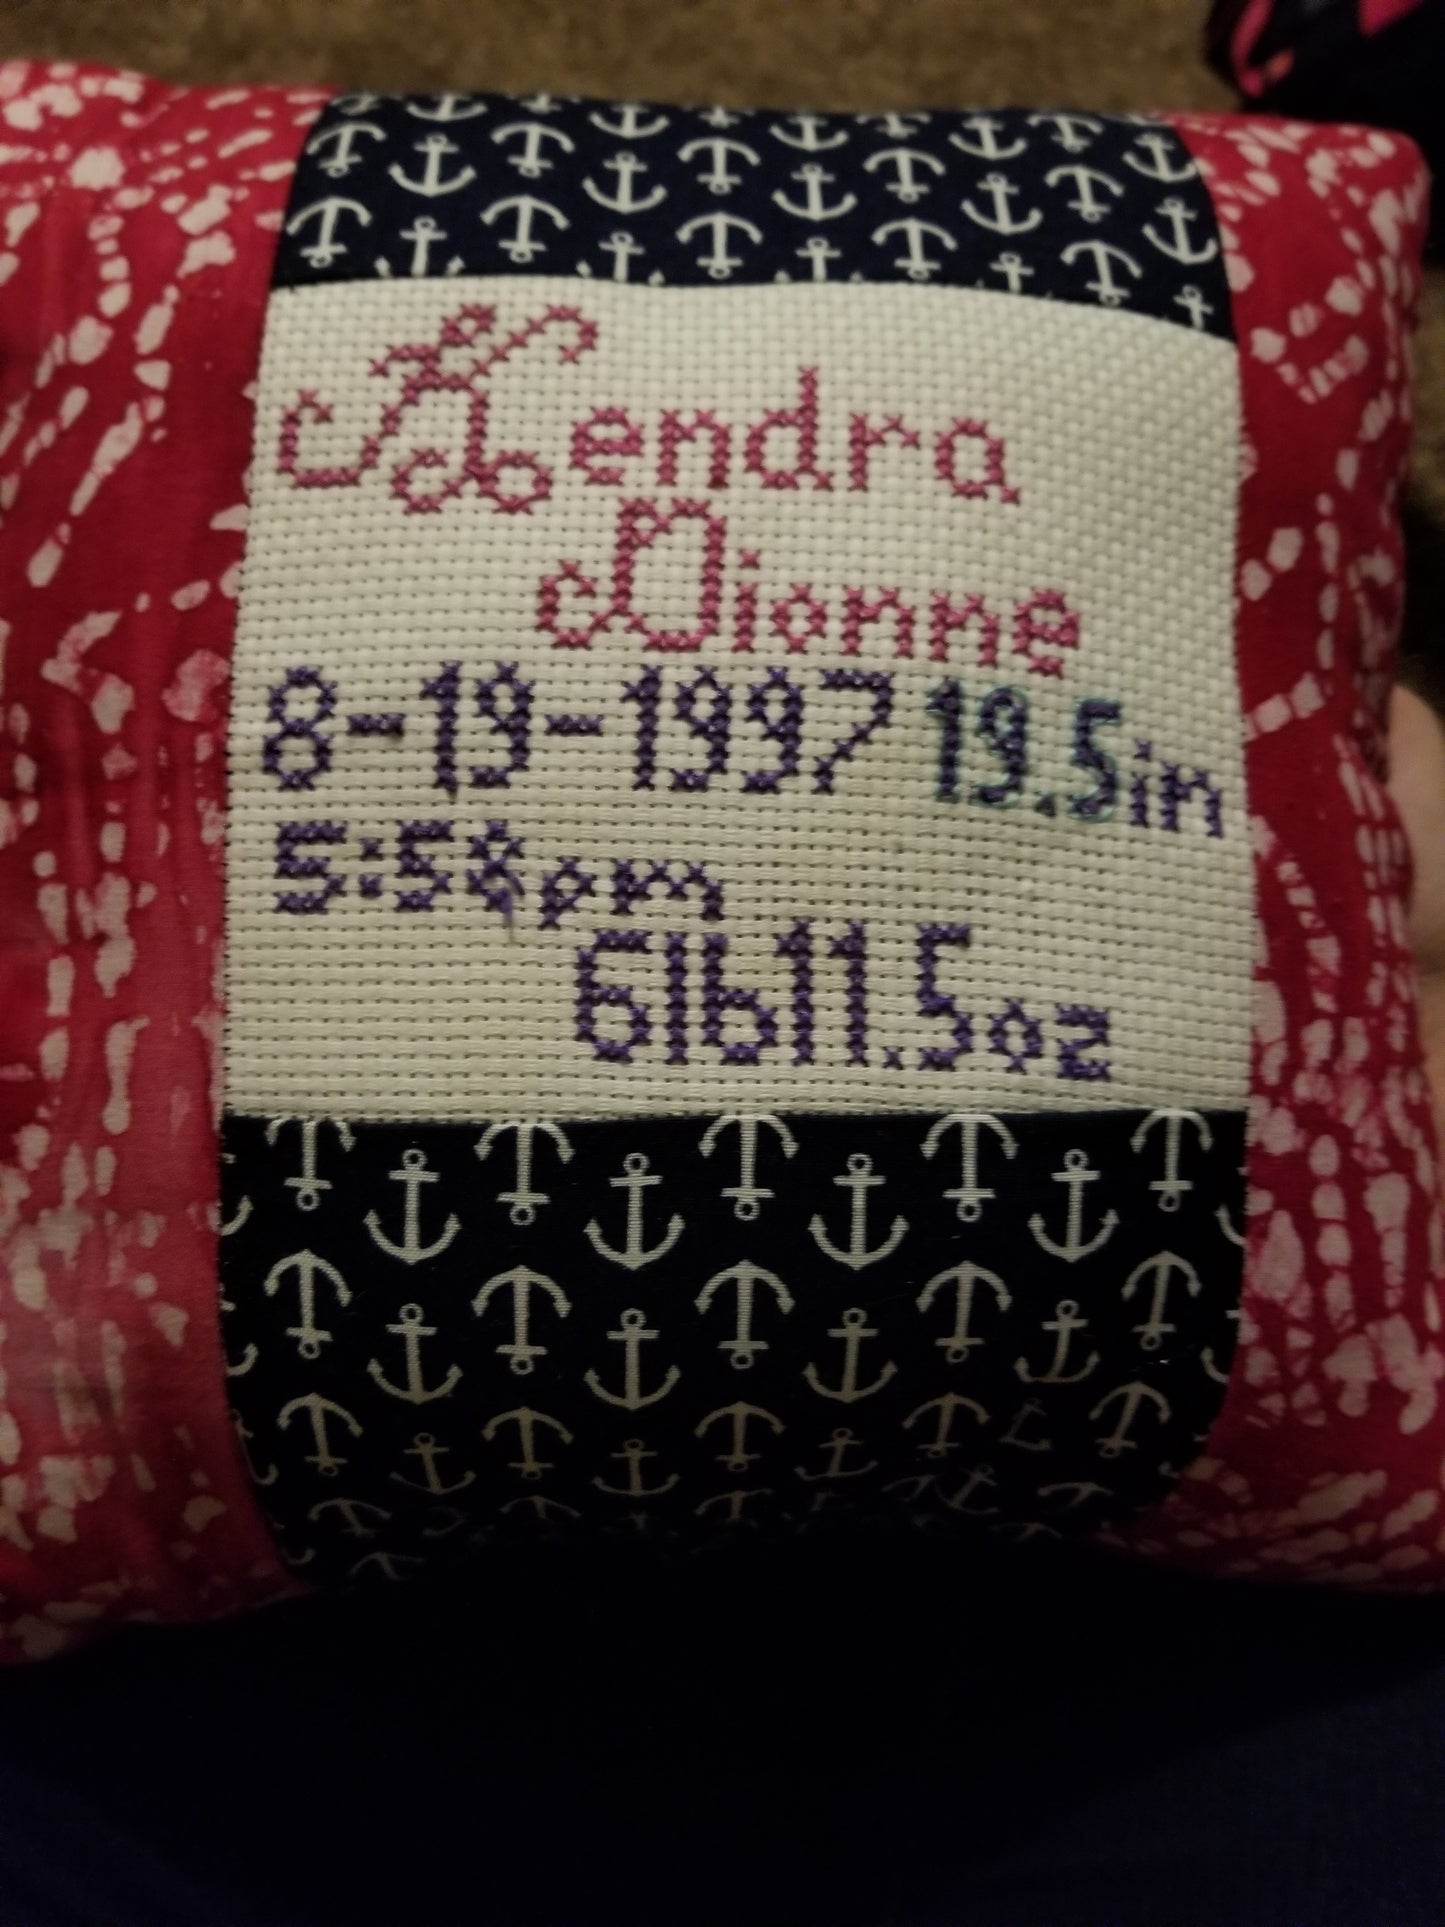 Kendra
Dionne
8-19-1997 19.5in
5:58pm
6lb11.5oz